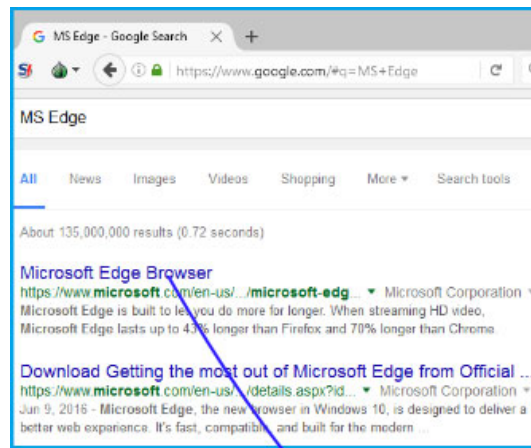 MS Edge - Google Search
https://www.google.com/#q=MS+Edge
MS Edge
All News Images Videos Shopping More Search tools
About 135,000,000 results (0.72 seconds)
Microsoft Edge Browser
https://www.microsoft.com/en-us/.../microsoft-edg... Microsoft Corporation
Microsoft Edge is built to let you do more for longer. When streaming HD video,
Microsoft Edge lasts up to 43% longer than Firefox and 70% longer than Chrome.
Download Getting the most out of Microsoft Edge from Official ...
https://www.microsoft.com/en-us/.../details.aspx?id... Microsoft Corporation
Jun 9, 2016 - Microsoft Edge, the new browser in Windows 10, is designed to deliver a
better web experience. It's fast, compatible, and built for the modern ...